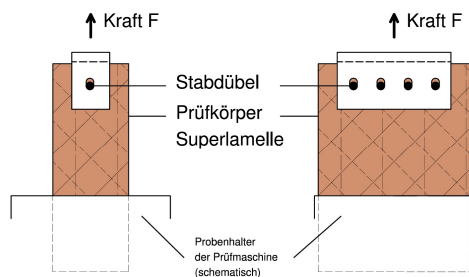 Kraft F
Kraft F
Stabdübel
Prüfkörper
Superlamelle
Probenhalter
der Prüfmaschine
(schematisch)